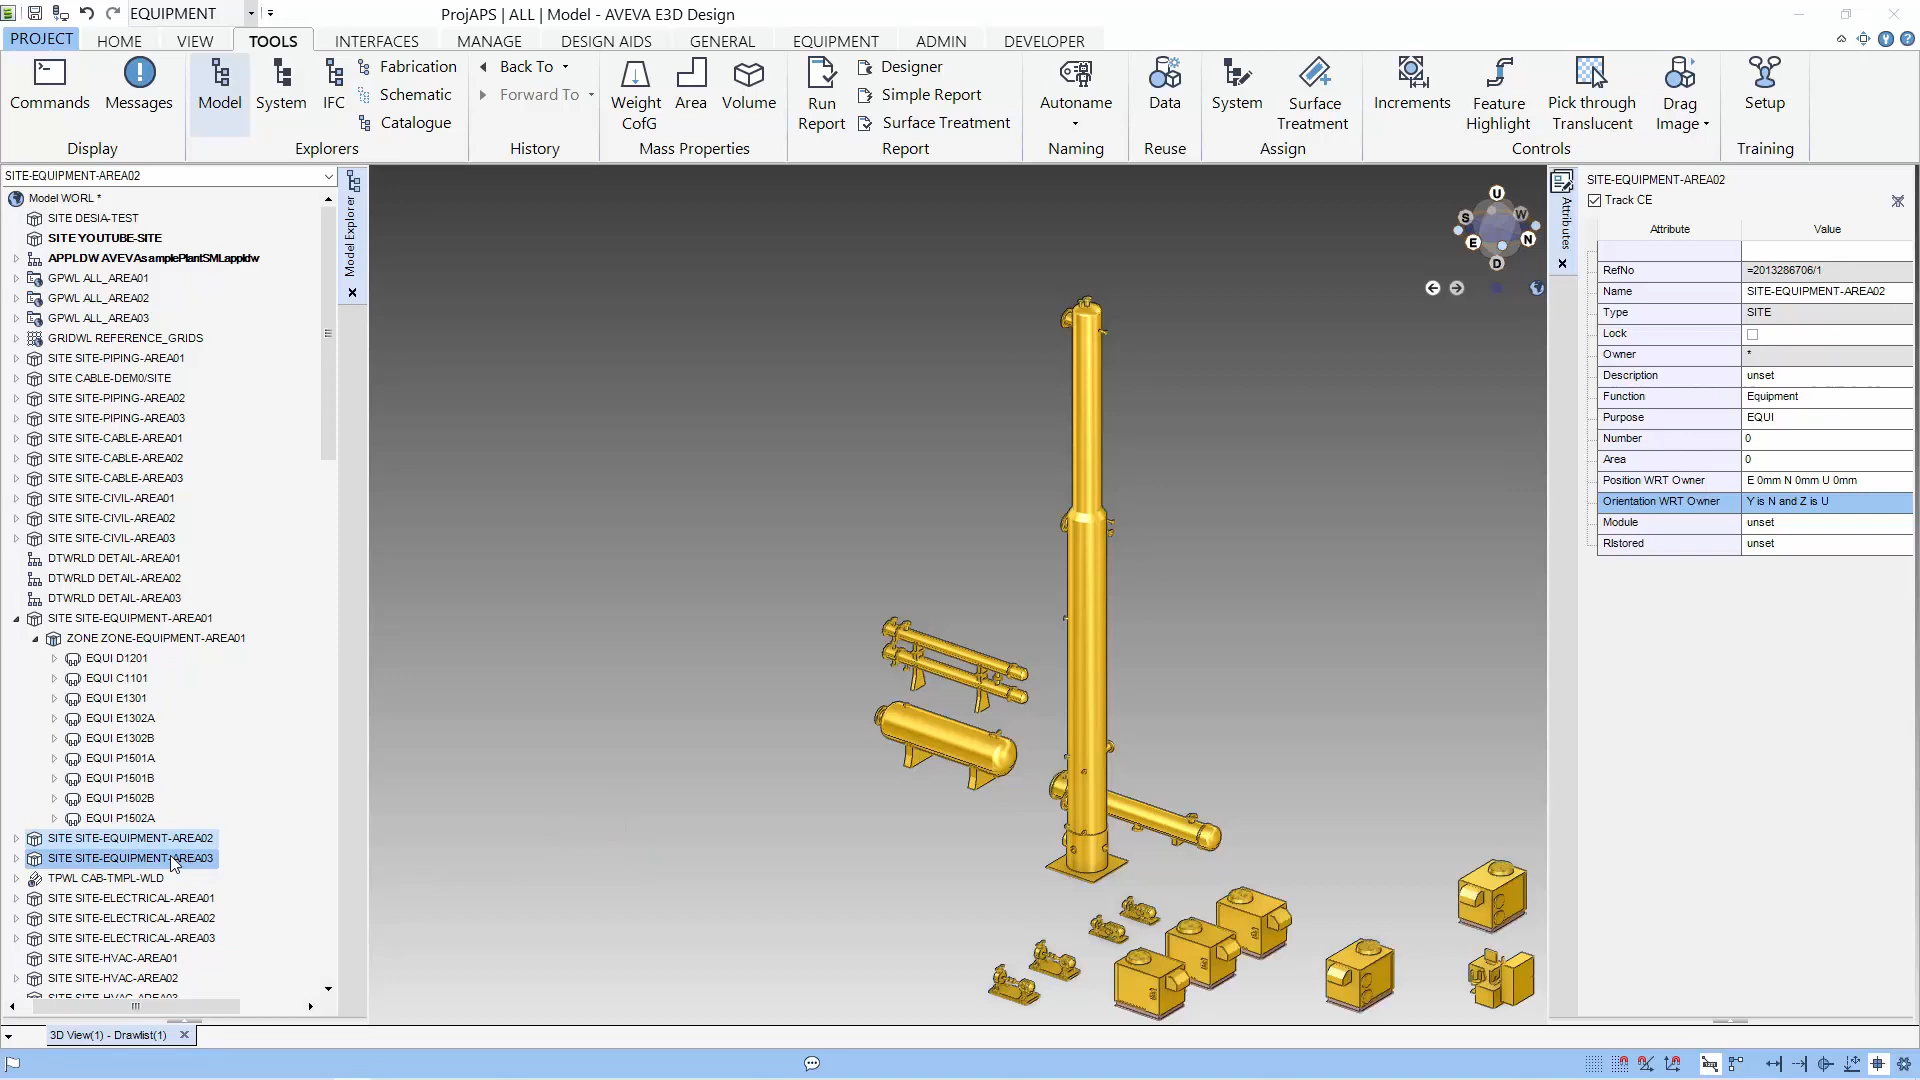 EQUIPMENT
ProjAPS | ALL | Model - AVEVA E3D Design
PROJECT HOME VIEW TOOLS INTERFACES MANAGE DESIGN AIDS GENERAL EQUIPMENT ADMIN DEVELOPER
Commands
Messages
Display
Model
System
IFC
Fabrication
Schematic
Catalogue
Explorers
Back To
Forward To
History
Weight CofG
Area
Volume
Mass Properties
Run Report
Designer
Simple Report
Surface Treatment
Report
Autoname
Naming
Data
Reuse
System
Surface Treatment
Assign
Increments
Feature Highlight
Pick through Translucent
Drag Image
Controls
Setup
Training
SITE-EQUIPMENT-AREA02
Model WORL *
SITE DESIA-TEST
SITE YOUTUBE-SITE
APPLDW AVEVAsamplePlantSMLappldw
GPWL ALL_AREA01
GPWL ALL_AREA02
GPWL ALL_AREA03
GRIDWL REFERENCE_GRIDS
SITE SITE-PIPING-AREA01
SITE CABLE-DEM0/SITE
SITE SITE-PIPING-AREA02
SITE SITE-PIPING-AREA03
SITE SITE-CABLE-AREA01
SITE SITE-CABLE-AREA02
SITE SITE-CABLE-AREA03
SITE SITE-CIVIL-AREA01
SITE SITE-CIVIL-AREA02
SITE SITE-CIVIL-AREA03
DTWRLD DETAIL-AREA01
DTWRLD DETAIL-AREA02
DTWRLD DETAIL-AREA03
SITE SITE-EQUIPMENT-AREA01
ZONE ZONE-EQUIPMENT-AREA01
EQUI D1201
EQUI C1101
EQUI E1301
EQUI E1302A
EQUI E1302B
EQUI P1501A
EQUI P1501B
EQUI P1502B
EQUI P1502A
SITE SITE-EQUIPMENT-AREA02
SITE SITE-EQUIPMENT-AREA03
TPWL CAB-TMPL-WLD
SITE SITE-ELECTRICAL-AREA01
SITE SITE-ELECTRICAL-AREA02
SITE SITE-ELECTRICAL-AREA03
SITE SITE-HVAC-AREA01
SITE SITE-HVAC-AREA02
SITE SITE-HVAC-AREA03
Model Explorer
U
S
W
E
N
D
Attributes
SITE-EQUIPMENT-AREA02
Track CE
Attribute Value
RefNo =2013286706/1
Name SITE-EQUIPMENT-AREA02
Type SITE
Lock
Owner *
Description unset
Function Equipment
Purpose EQUI
Number 0
Area 0
Position WRT Owner E 0mm N 0mm U 0mm
Orientation WRT Owner Y is N and Z is U
Module unset
Rlstored unset
3D View(1) - Drawlist(1)